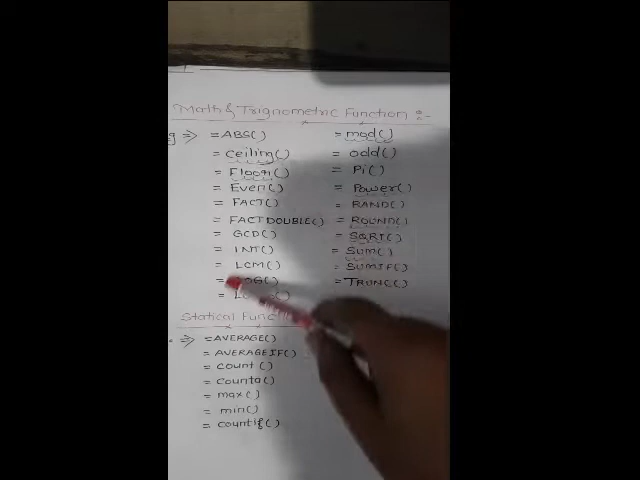 Math & Trignometric Function :-
=> = ABS()
= Ceiling()
= Floor()
= Even()
= FACT()
= FACTDOUBLE()
= GCD()
= INT()
= LCM()
= LOG()
= mod()
= odd()
= Pi()
= Power()
= RAND()
= ROUND()
= SQRT()
= SUM()
= SUMIF()
= TRUNC()
Statical
=> = AVERAGE()
= AVERAGEIF()
= count()
= counta()
= max()
= min()
= countif()